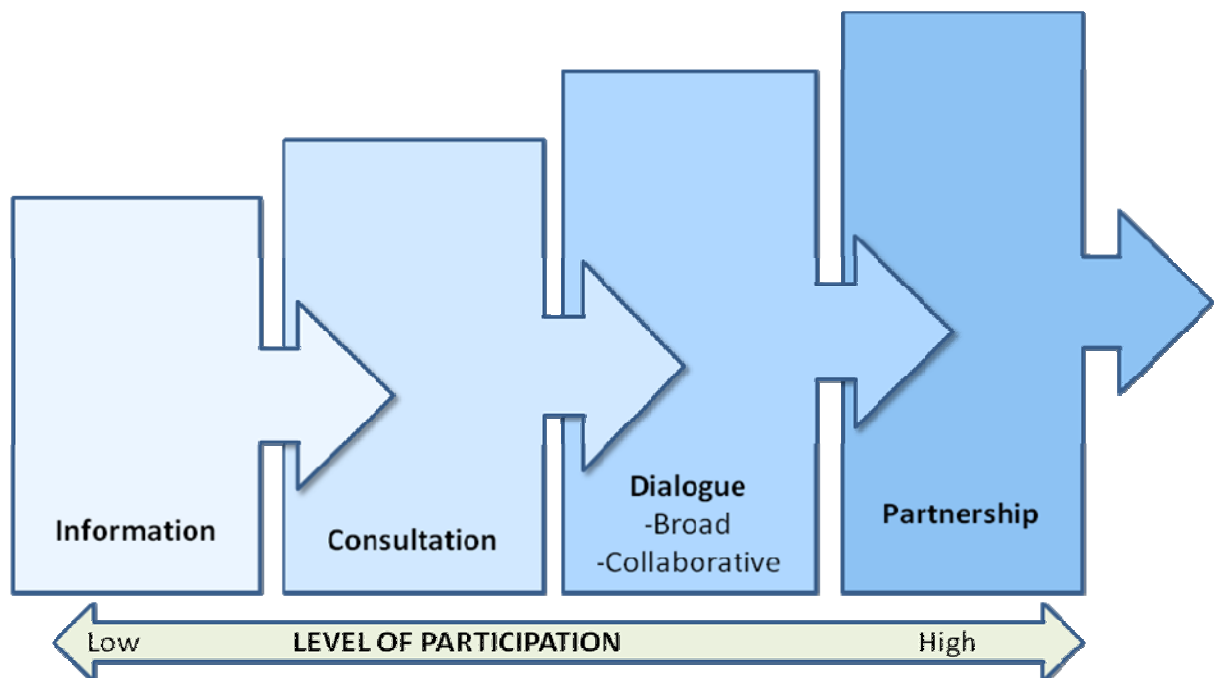 Information
Consultation
Dialogue
-Broad
-Collaborative
Partnership
Low LEVEL OF PARTICIPATION High